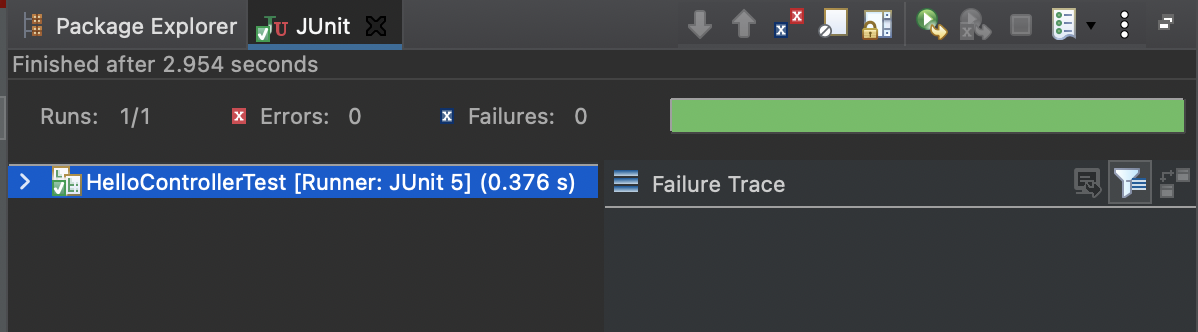 Package Explorer JUnit
Finished after 2.954 seconds
Runs: 1/1 Errors: 0 Failures: 0
HelloControllerTest [Runner: JUnit 5] (0.376 s)
Failure Trace